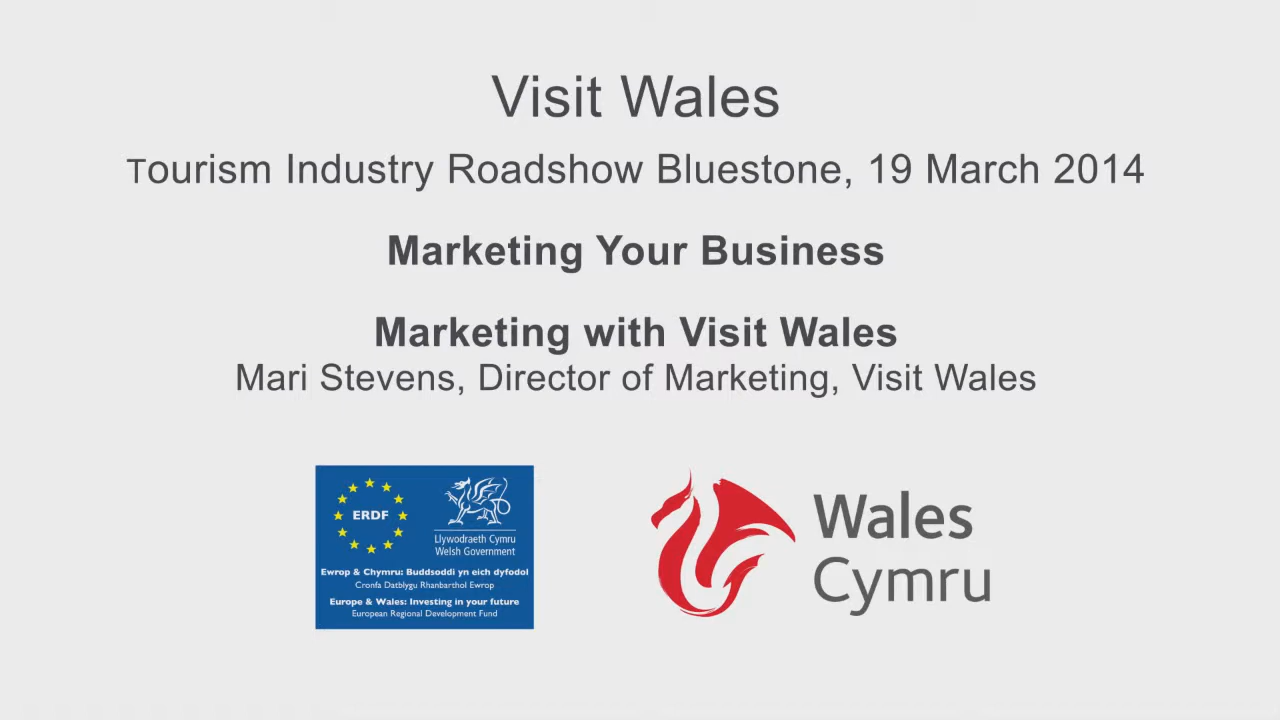 Visit Wales
Tourism Industry Roadshow Bluestone, 19 March 2014
Marketing Your Business
Marketing with Visit Wales
Mari Stevens, Director of Marketing, Visit Wales
ERDF
Llywodraeth Cymru
Welsh Government
Ewrop & Chymru: Buddsoddi yn eich dyfodol
Cronfa Datblygu Rhanbarthol Ewrop
Europe & Wales: Investing in your future
European Regional Development Fund
Wales
Cymru